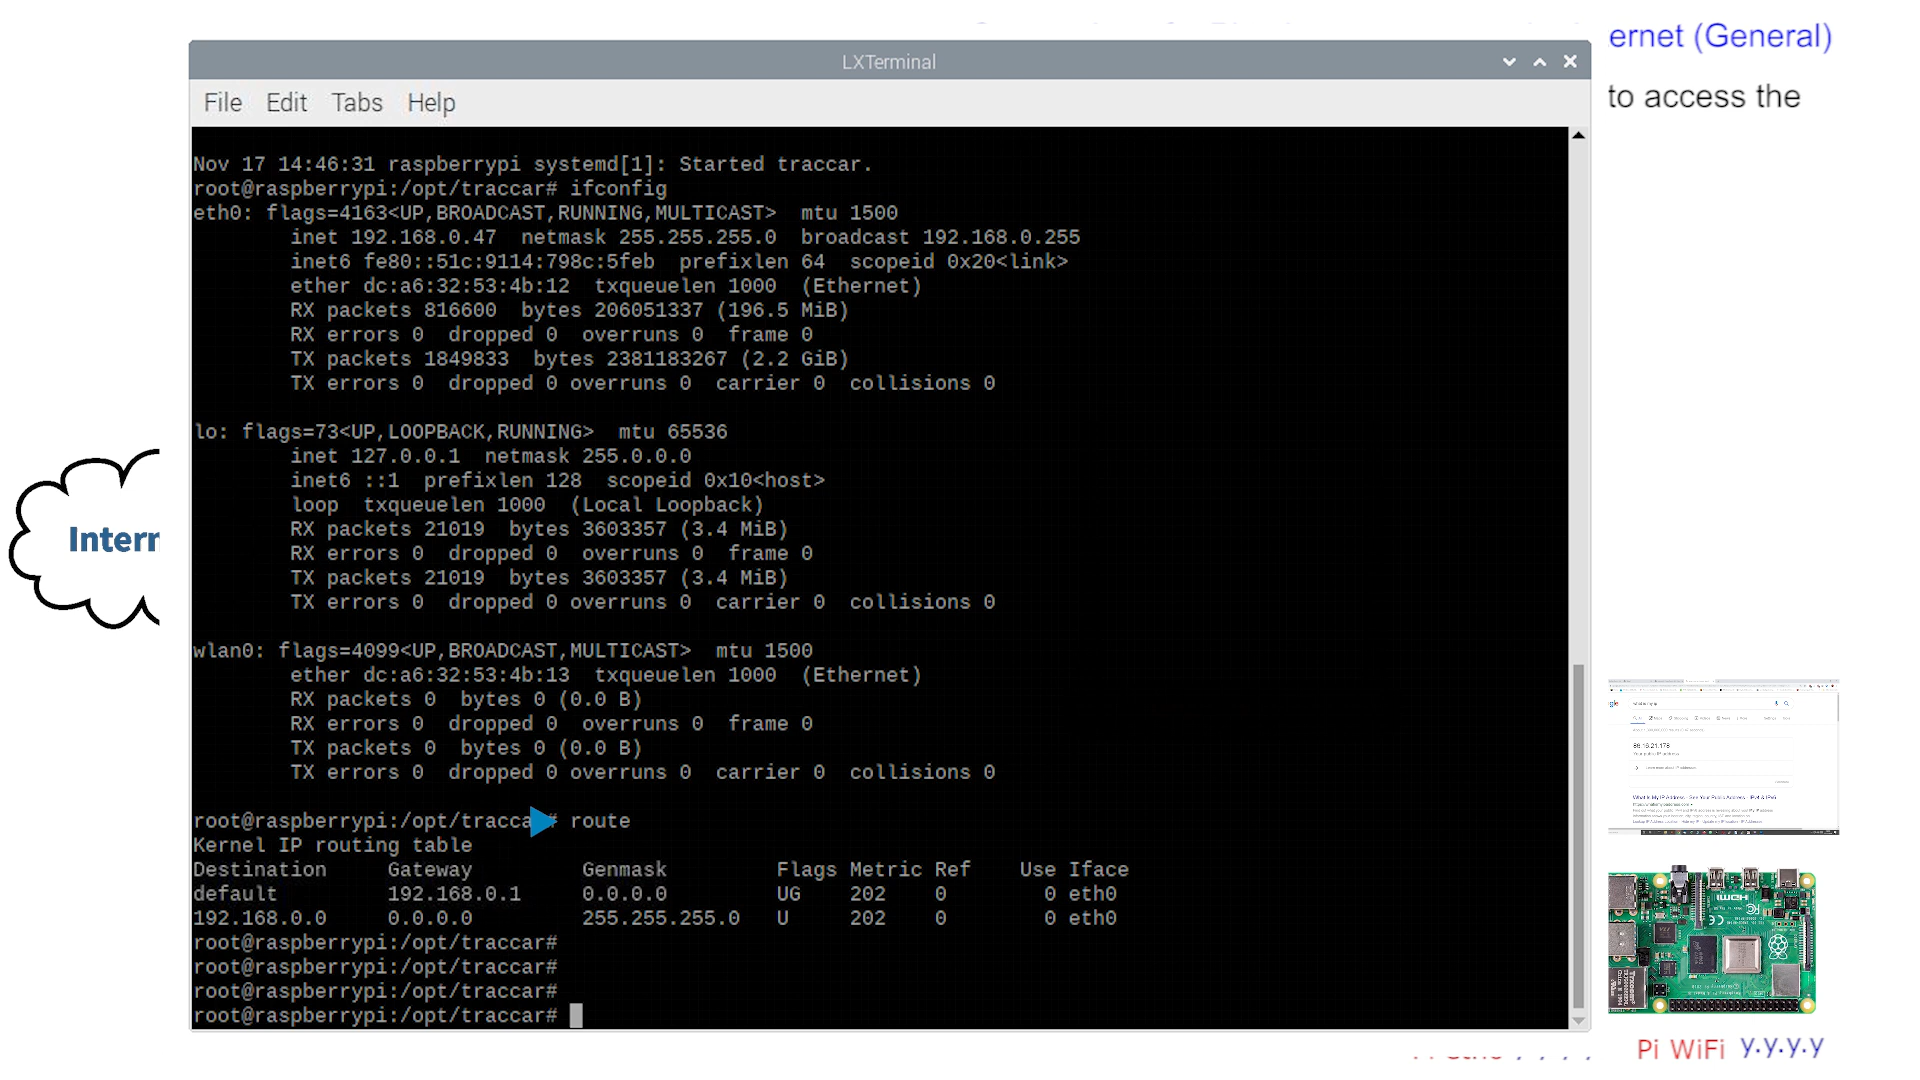 ernet (General)
LXTerminal
File Edit Tabs Help
to access the
Nov 17 14:46:31 raspberrypi systemd[1]: Started traccar.
root@raspberrypi:/opt/traccar# ifconfig
eth0: flags=4163<UP,BROADCAST,RUNNING,MULTICAST>  mtu 1500
        inet 192.168.0.47  netmask 255.255.255.0  broadcast 192.168.0.255
        inet6 fe80::51c:9114:798c:5feb  prefixlen 64  scopeid 0x20<link>
        ether dc:a6:32:53:4b:12  txqueuelen 1000  (Ethernet)
        RX packets 816600  bytes 206051337 (196.5 MiB)
        RX errors 0  dropped 0  overruns 0  frame 0
        TX packets 1849833  bytes 2381183267 (2.2 GiB)
        TX errors 0  dropped 0 overruns 0  carrier 0  collisions 0
lo: flags=73<UP,LOOPBACK,RUNNING>  mtu 65536
        inet 127.0.0.1  netmask 255.0.0.0
        inet6 ::1  prefixlen 128  scopeid 0x10<host>
        loop  txqueuelen 1000  (Local Loopback)
        RX packets 21019  bytes 3603357 (3.4 MiB)
        RX errors 0  dropped 0  overruns 0  frame 0
        TX packets 21019  bytes 3603357 (3.4 MiB)
        TX errors 0  dropped 0 overruns 0  carrier 0  collisions 0
Intern
wlan0: flags=4099<UP,BROADCAST,MULTICAST>  mtu 1500
        ether dc:a6:32:53:4b:13  txqueuelen 1000  (Ethernet)
        RX packets 0  bytes 0 (0.0 B)
        RX errors 0  dropped 0  overruns 0  frame 0
        TX packets 0  bytes 0 (0.0 B)
        TX errors 0  dropped 0 overruns 0  carrier 0  collisions 0
root@raspberrypi:/opt/tracca # route
Kernel IP routing table
Destination     Gateway         Genmask         Flags Metric Ref    Use Iface
default         192.168.0.1     0.0.0.0         UG    202    0        0 eth0
192.168.0.0     0.0.0.0         255.255.255.0   U     202    0        0 eth0
root@raspberrypi:/opt/traccar#
root@raspberrypi:/opt/traccar#
root@raspberrypi:/opt/traccar#
root@raspberrypi:/opt/traccar#
86.16.21.178
HDMI
Pi WiFi y.y.y.y